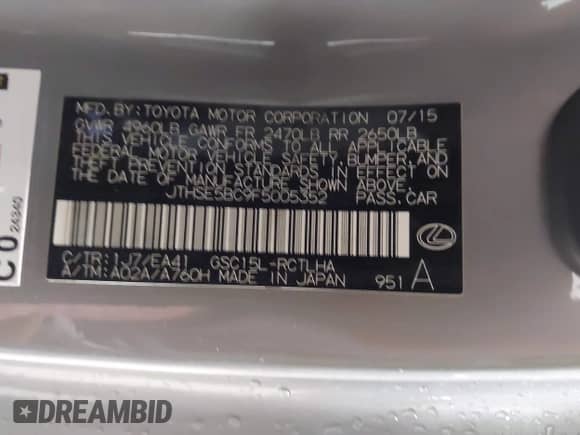 MFD.BY:TOYOTA MOTOR CORPORATION 07/15
GVWR 4960LB GAWR FR 2470LB RR 2650LB
THIS VEHICLE CONFORMS TO ALL APPLICABLE
FEDERAL MOTOR VEHICLE SAFETY, BUMPER, AND
THEFT PREVENTION STANDARDS IN EFFECT ON
THE DATE OF MANUFACTURE SHOWN ABOVE.
JTHSE5BC9F5005352 PASS.CAR
C/TR:1J7/EA41 GSC15L-RCTLHA
A/TM:A02A/A760H MADE IN JAPAN 951 A
C 0 24340
DREAMBID